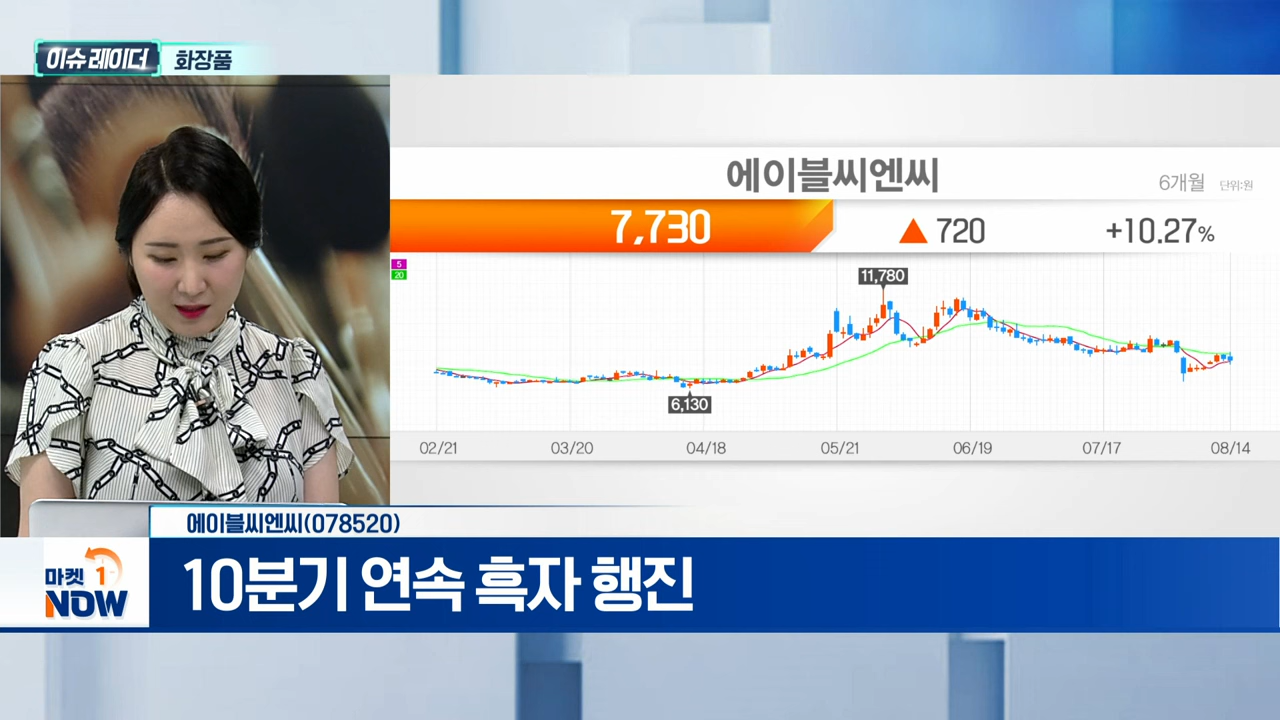 이슈 레이더 화장품
에이블씨엔씨
6개월 단위:원
7,730 ▲ 720 +10.27%
5
20
11,780
6,130
02/21 03/20 04/18 05/21 06/19 07/17 08/14
에이블씨엔씨(078520)
마켓 1
NOW
10분기 연속 흑자 행진